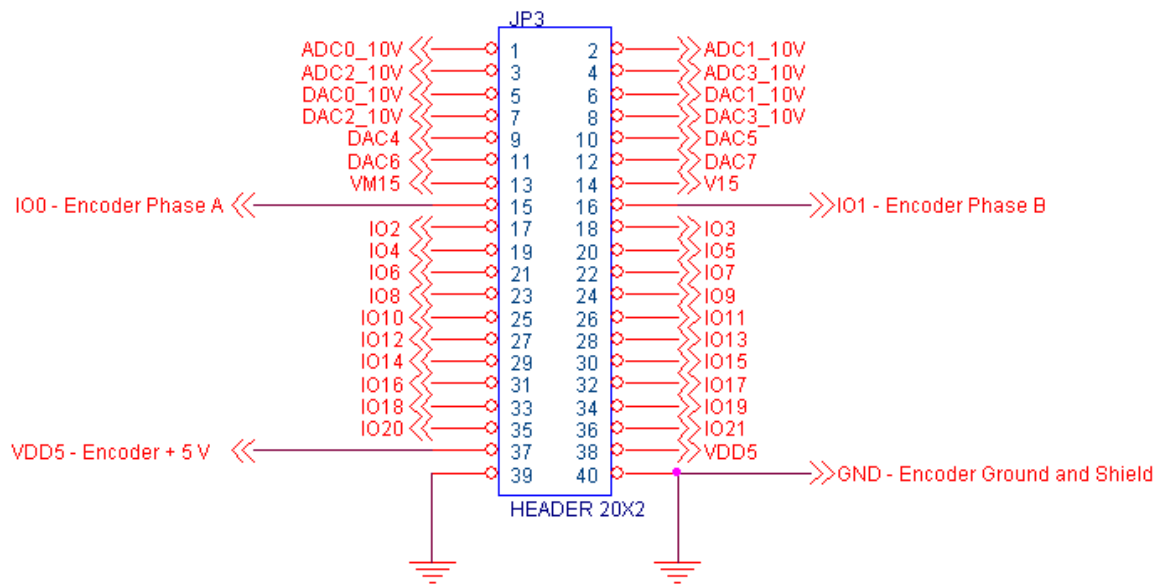 JP3
ADC0_10V 1 2 ADC1_10V
ADC2_10V 3 4 ADC3_10V
DAC0_10V 5 6 DAC1_10V
DAC2_10V 7 8 DAC3_10V
DAC4 9 10 DAC5
DAC6 11 12 DAC7
VM15 13 14 V15
IO0 - Encoder Phase A 15 16 IO1 - Encoder Phase B
IO2 17 18 IO3
IO4 19 20 IO5
IO6 21 22 IO7
IO8 23 24 IO9
IO10 25 26 IO11
IO12 27 28 IO13
IO14 29 30 IO15
IO16 31 32 IO17
IO18 33 34 IO19
IO20 35 36 IO21
VDD5 - Encoder + 5 V 37 38 VDD5
39 40 GND - Encoder Ground and Shield
HEADER 20X2